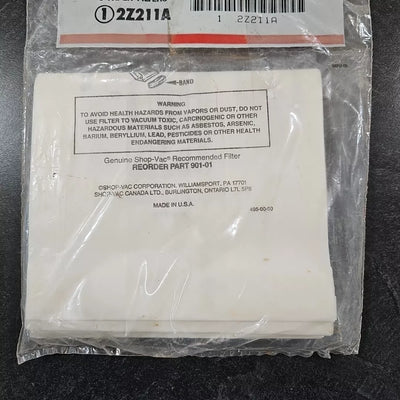 ① 2Z211A
1 2Z211A
BAND
WARNING
TO AVOID HEALTH HAZARDS FROM VAPORS OR DUST, DO NOT
USE FILTER TO VACUUM TOXIC, CARCINOGENIC OR OTHER
HAZARDOUS MATERIALS SUCH AS ASBESTOS, ARSENIC,
BARIUM, BERYLLIUM, LEAD, PESTICIDES OR OTHER HEALTH
ENDANGERING MATERIALS.
Genuine Shop-Vac® Recommended Filter
REORDER PART 901-01
©SHOP-VAC CORPORATION, WILLIAMSPORT, PA 17701
SHOP-VAC CANADA LTD., BURLINGTON, ONTARIO L7L 5P8
MADE IN U.S.A.